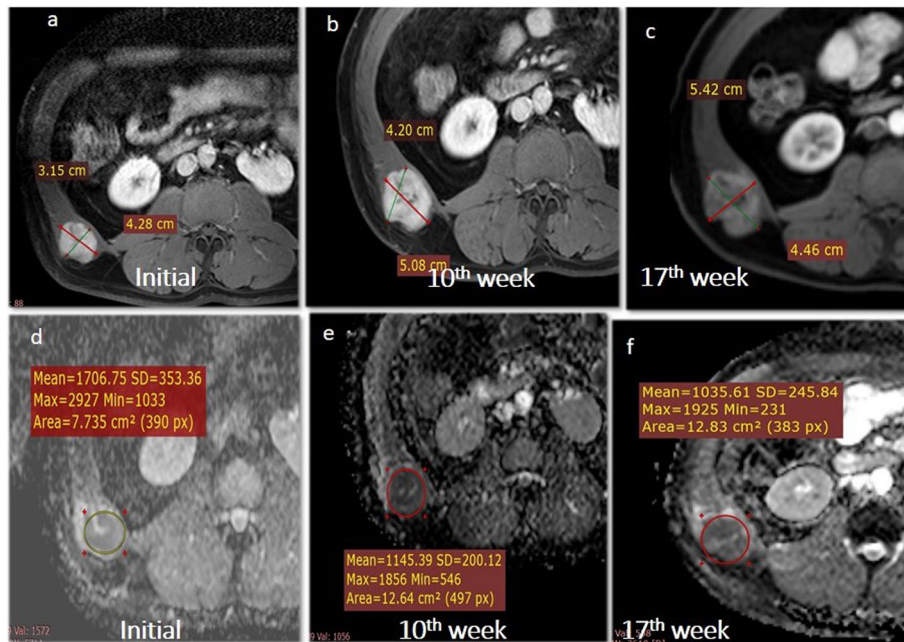 a
3.15 cm
4.28 cm
Initial
b
4.20 cm
5.08 cm
10th week
c
5.42 cm
4.46 cm
17th week
d
Mean=1706.75 SD=353.36
Max=2927 Min=1033
Area=7.735 cm² (390 px)
Val: 1572
Initial
e
Mean=1145.39 SD=200.12
Max=1856 Min=546
Area=12.64 cm² (497 px)
Val: 1056
10th week
f
Mean=1035.61 SD=245.84
Max=1925 Min=231
Area=12.83 cm² (383 px)
17th week